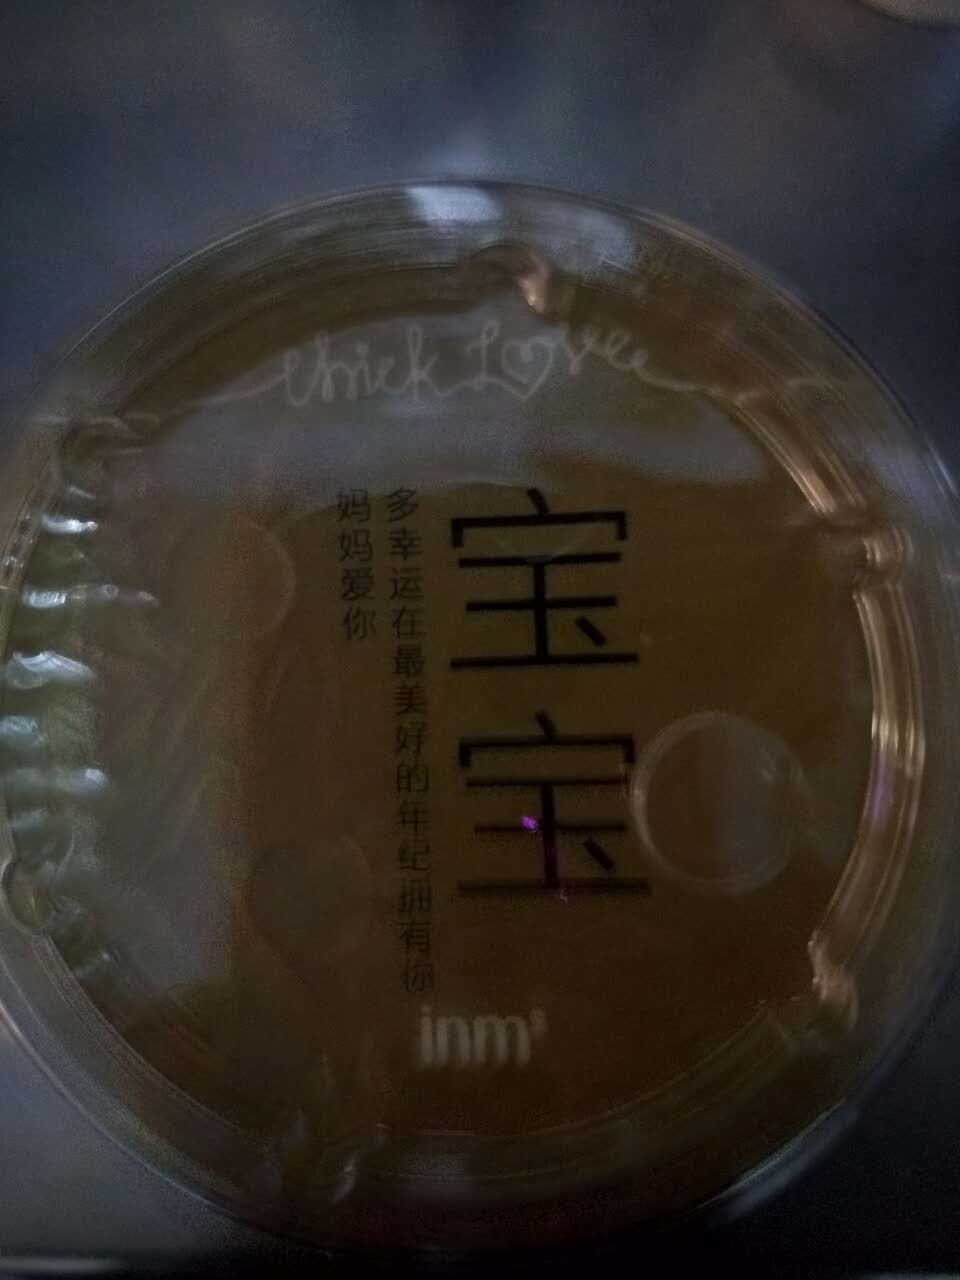 thick Love
宝宝
多幸运在最美好的年纪拥有你
妈妈爱你
inm